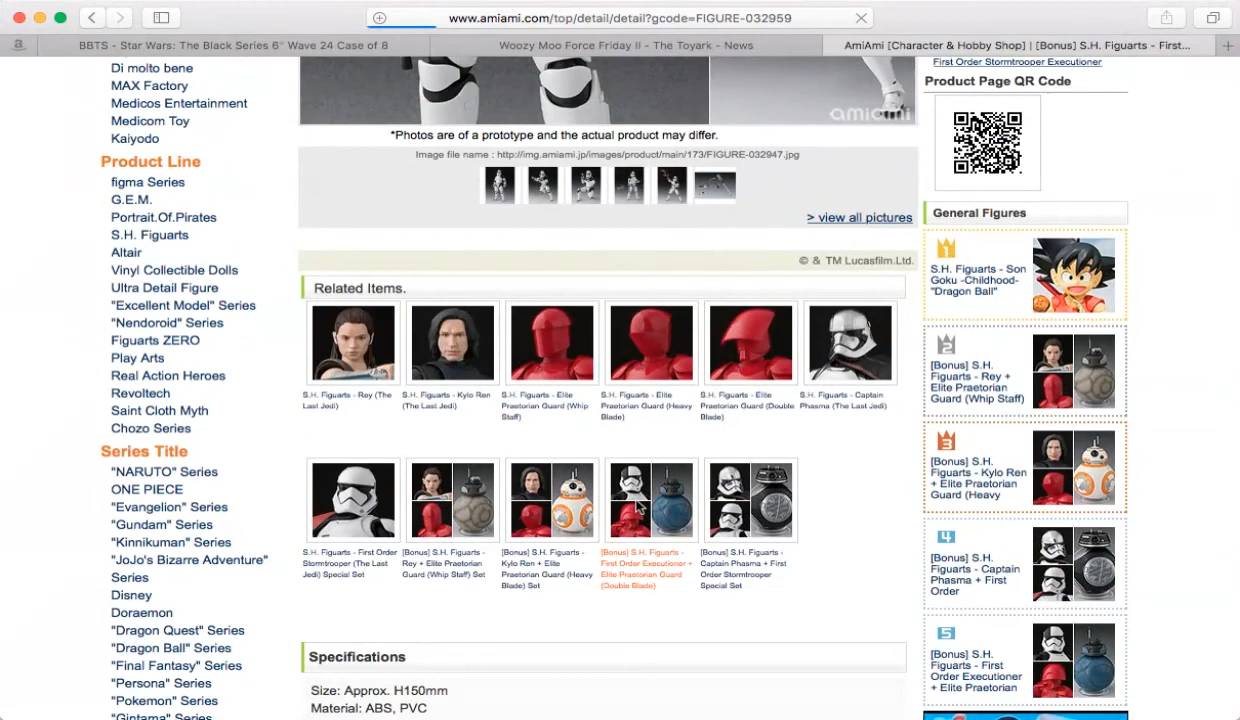 www.amiami.com/top/detail/detail?gcode=FIGURE-032959
BBTS - Star Wars: The Black Series 6" Wave 24 Case of 8
Woozy Moo Force Friday II - The Toyark - News
AmiAmi [Character & Hobby Shop] | [Bonus] S.H. Figuarts - First...
Di molto bene
MAX Factory
Medicos Entertainment
Medicom Toy
Kaiyodo
Product Line
figma Series
G.E.M.
Portrait.Of.Pirates
S.H. Figuarts
Altair
Vinyl Collectible Dolls
Ultra Detail Figure
"Excellent Model" Series
"Nendoroid" Series
Figuarts ZERO
Play Arts
Real Action Heroes
Revoltech
Saint Cloth Myth
Chozo Series
Series Title
"NARUTO" Series
ONE PIECE
"Evangelion" Series
"Gundam" Series
"Kinnikuman" Series
"JoJo's Bizarre Adventure"
Series
Disney
Doraemon
"Dragon Quest" Series
"Dragon Ball" Series
"Final Fantasy" Series
"Persona" Series
"Pokemon" Series
"Gintama" Series
amiami
*Photos are of a prototype and the actual product may differ.
Image file name : http://img.amiami.jp/images/product/main/173/FIGURE-032947.jpg
> view all pictures
© & TM Lucasfilm.Ltd.
Related Items.
S.H. Figuarts - Rey (The
Last Jedi)
S.H. Figuarts - Kylo Ren
(The Last Jedi)
S.H. Figuarts - Elite
Praetorian Guard (Whip
Staff)
S.H. Figuarts - Elite
Praetorian Guard (Heavy
Blade)
S.H. Figuarts - Elite
Praetorian Guard (Double
Blade)
S.H. Figuarts - Captain
Phasma (The Last Jedi)
S.H. Figuarts - First Order
Stormtrooper (The Last
Jedi) Special Set
[Bonus] S.H. Figuarts -
Rey + Elite Praetorian
Guard (Whip Staff) Set
[Bonus] S.H. Figuarts -
Kylo Ren + Elite
Praetorian Guard (Heavy
Blade) Set
[Bonus] S.H. Figuarts -
First Order Executioner +
Elite Praetorian Guard
(Double Blade)
[Bonus] S.H. Figuarts -
Captain Phasma + First
Order Stormtrooper
Special Set
Specifications
Size: Approx. H150mm
Material: ABS, PVC
First Order Stormtrooper Executioner
Product Page QR Code
General Figures
1
S.H. Figuarts - Son
Goku -Childhood-
"Dragon Ball"
2
[Bonus] S.H.
Figuarts - Rey +
Elite Praetorian
Guard (Whip Staff)
3
[Bonus] S.H.
Figuarts - Kylo Ren
+ Elite Praetorian
Guard (Heavy
4
[Bonus] S.H.
Figuarts - Captain
Phasma + First
Order
5
[Bonus] S.H.
Figuarts - First
Order Executioner
+ Elite Praetorian